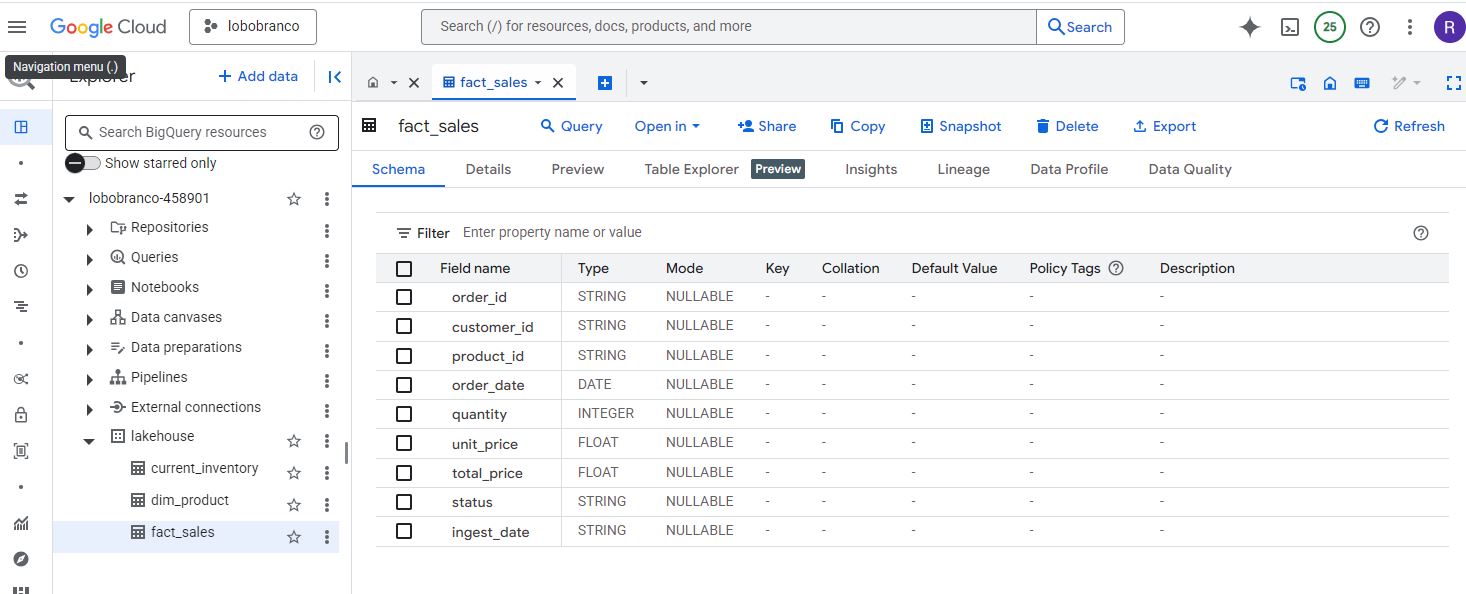 Google Cloud lobobranco Search (/) for resources, docs, products, and more Search 25 R
Navigation menu (.)
Explorer + Add data
fact_sales
Search BigQuery resources
Show starred only
lobobranco-458901
Repositories
Queries
Notebooks
Data canvases
Data preparations
Pipelines
External connections
lakehouse
current_inventory
dim_product
fact_sales
fact_sales Query Open in Share Copy Snapshot Delete Export Refresh
Schema Details Preview Table Explorer Preview Insights Lineage Data Profile Data Quality
Filter Enter property name or value
Field name Type Mode Key Collation Default Value Policy Tags Description
order_id STRING NULLABLE - - - - -
customer_id STRING NULLABLE - - - - -
product_id STRING NULLABLE - - - - -
order_date DATE NULLABLE - - - - -
quantity INTEGER NULLABLE - - - - -
unit_price FLOAT NULLABLE - - - - -
total_price FLOAT NULLABLE - - - - -
status STRING NULLABLE - - - - -
ingest_date STRING NULLABLE - - - - -